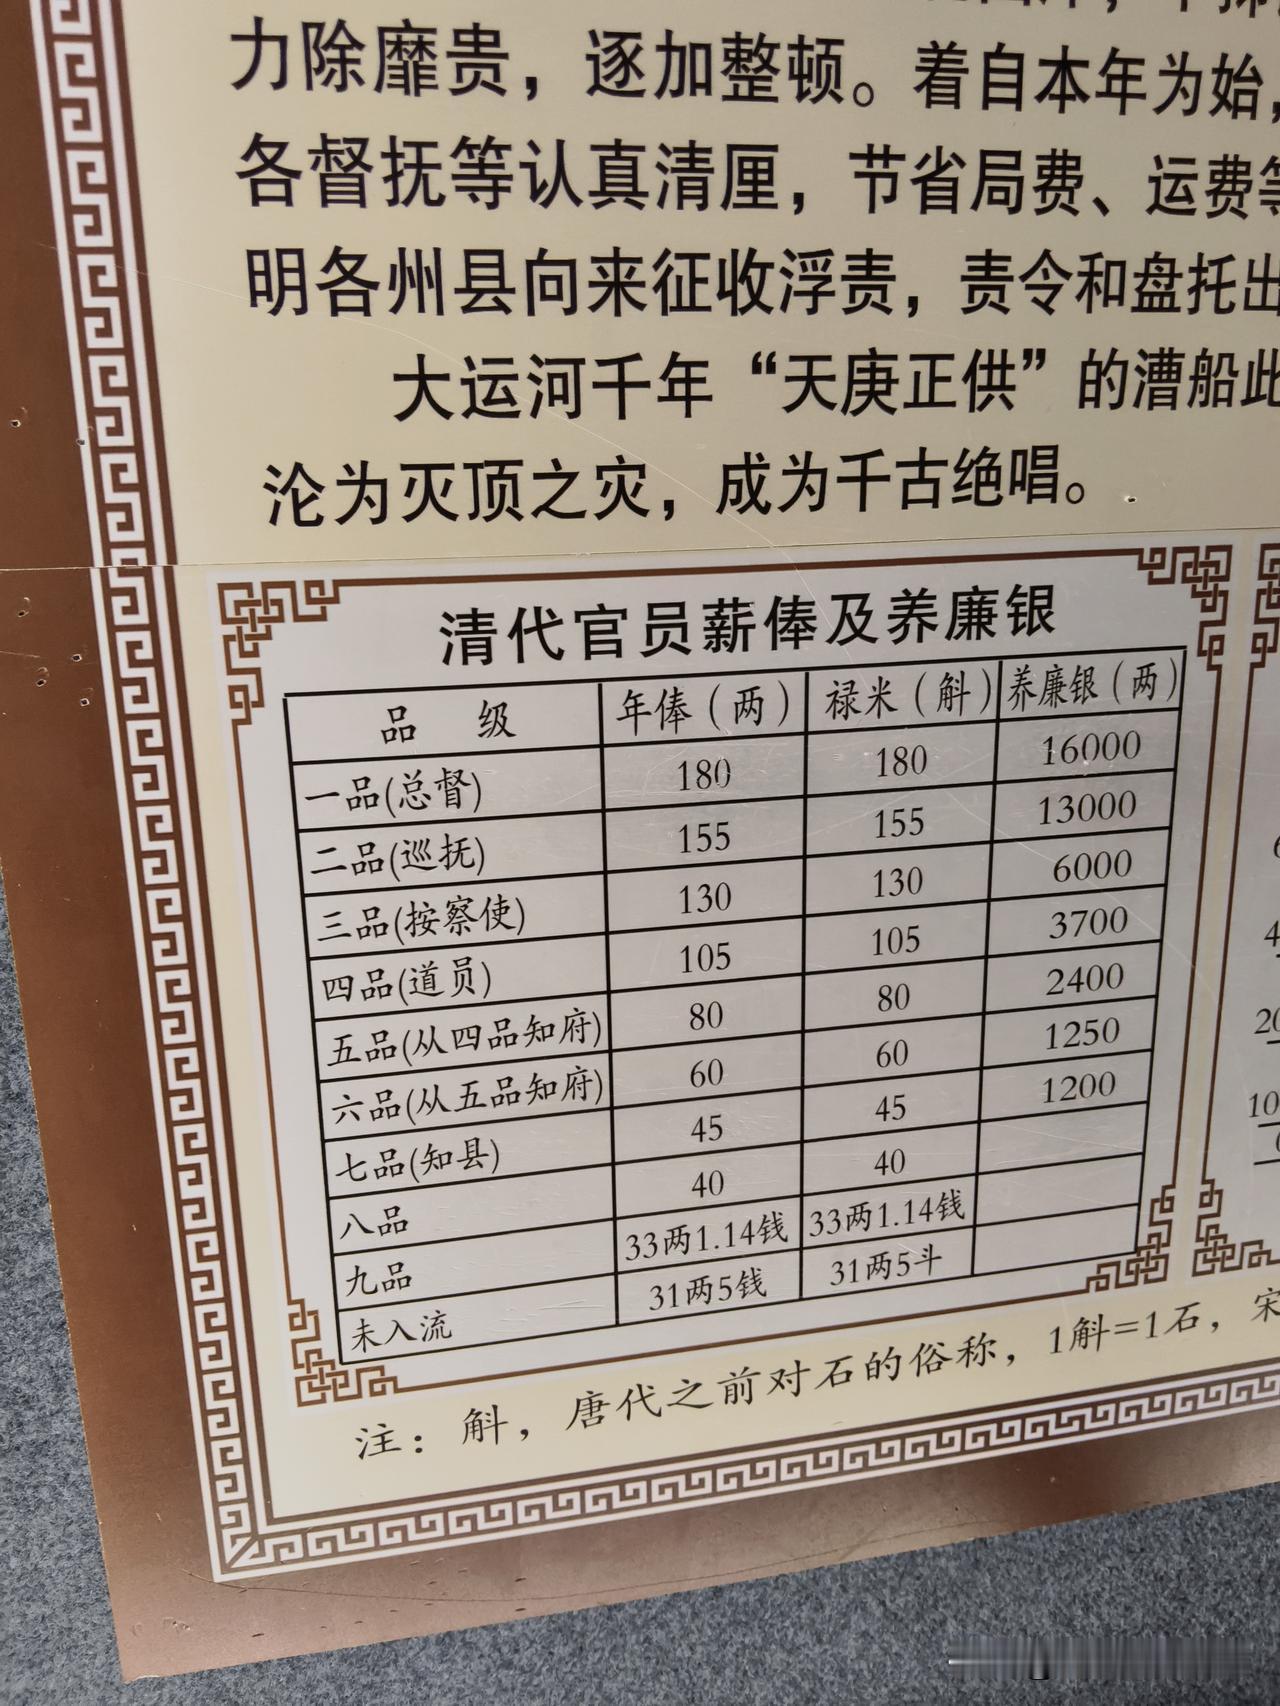 力除靡贵，逐加整顿。着自本年为始，
各督抚等认真清厘，节省局费、运费等
明各州县向来征收浮责，责令和盘托出
大运河千年“天庚正供”的漕船此
沦为灭顶之灾，成为千古绝唱。
清代官员薪俸及养廉银
品 级 年俸（两） 禄米（斛） 养廉银（两）
一品(总督) 180 180 16000
二品(巡抚) 155 155 13000
三品(按察使) 130 130 6000
四品(道员) 105 105 3700
五品(从四品知府) 80 80 2400
六品(从五品知府) 60 60 1250
七品(知县) 45 45 1200
八品 40 40
九品 33两1.14钱 33两1.14钱
未入流 31两5钱 31两5斗
注：斛，唐代之前对石的俗称，1斛=1石，宋